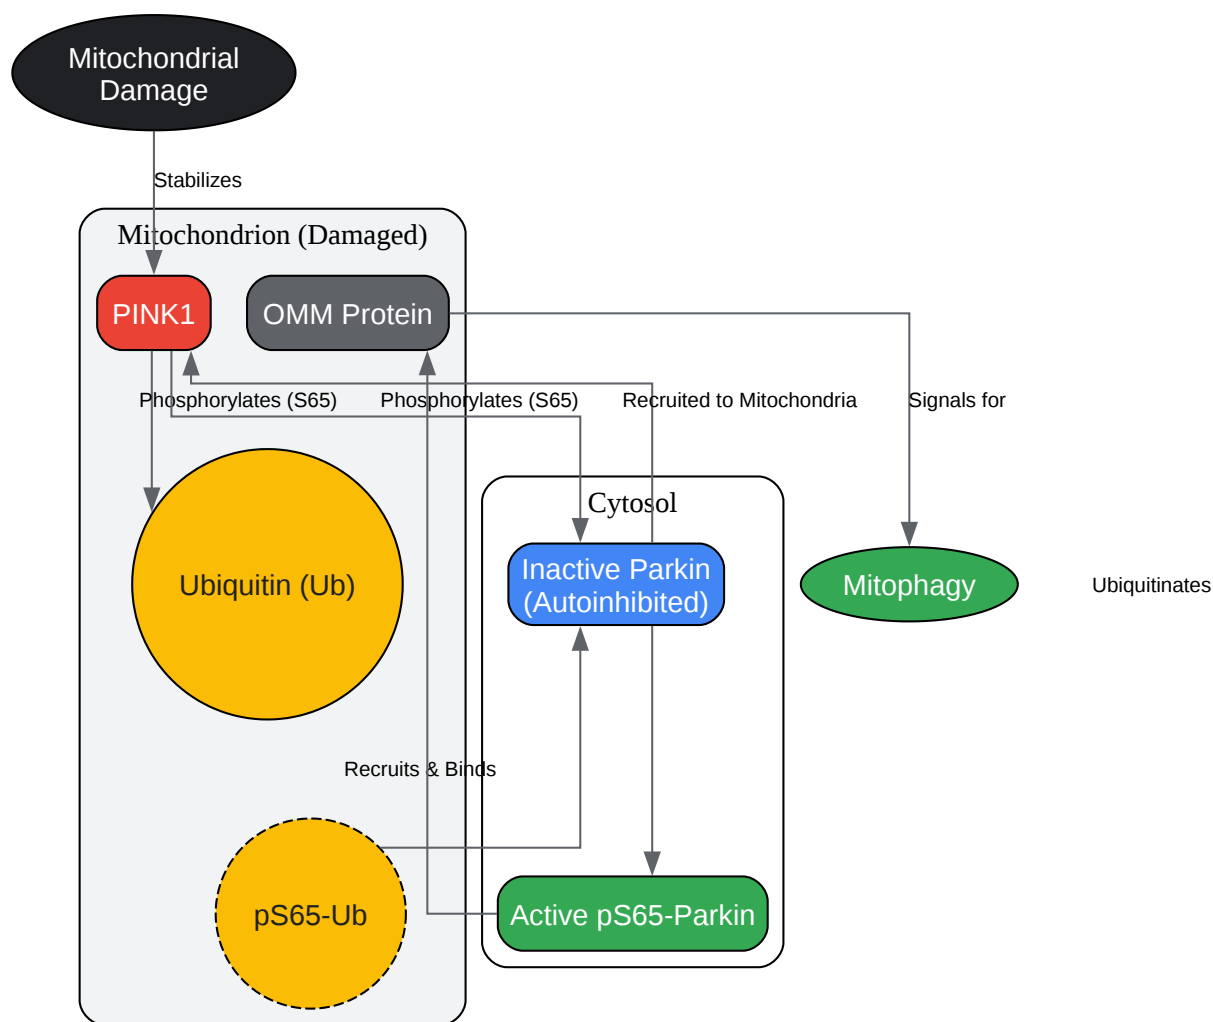 Mitochondrial
Damage
Stabilizes
Mitochondrion (Damaged)
PINK1
OMM Protein
Phosphorylates (S65)
Phosphorylates (S65)
Recruited to Mitochondria
Signals for
Cytosol
Ubiquitin (Ub)
Inactive Parkin
(Autoinhibited)
Mitophagy
Ubiquitinates
Recruits & Binds
pS65-Ub
Active pS65-Parkin